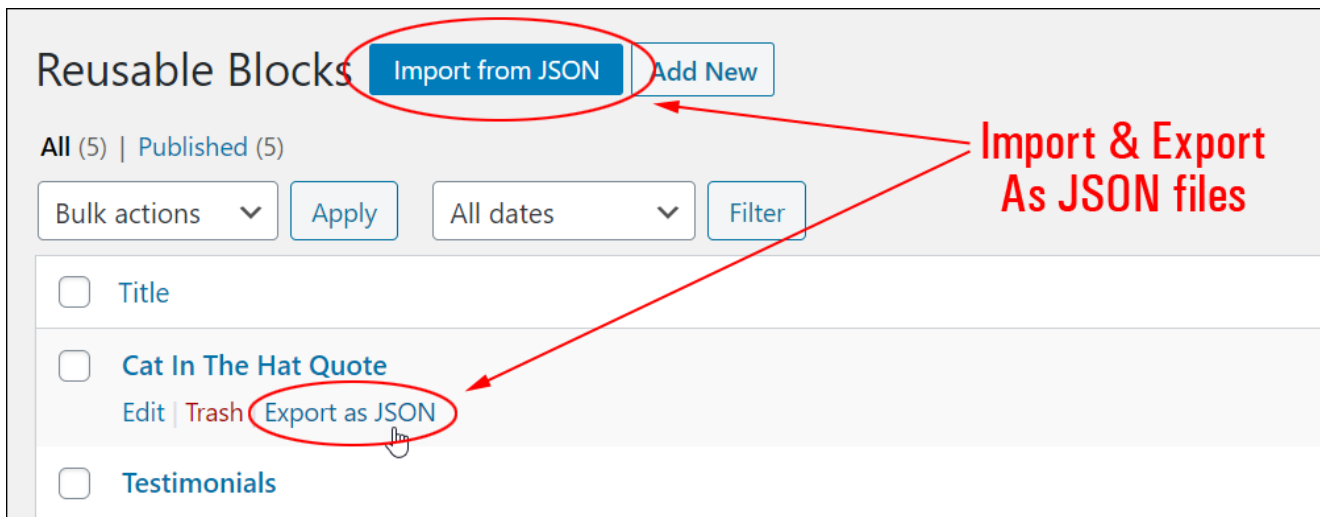 Reusable Blocks Import from JSON Add New
All (5) | Published (5)
Bulk actions Apply All dates Filter
Import & Export
As JSON files
Title
Cat In The Hat Quote
Edit | Trash | Export as JSON
Testimonials